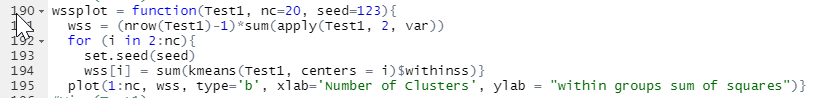 190 wssplot = function(Test1, nc=20, seed=123){
wss = (nrow(Test1)-1)*sum(apply(Test1, 2, var))
192 for (i in 2:nc){
193 set.seed(seed)
194 wss[i] = sum(kmeans(Test1, centers = i)$withinss)}
195 plot(1:nc, wss, type='b', xlab='Number of Clusters', ylab = "within groups sum of squares")}